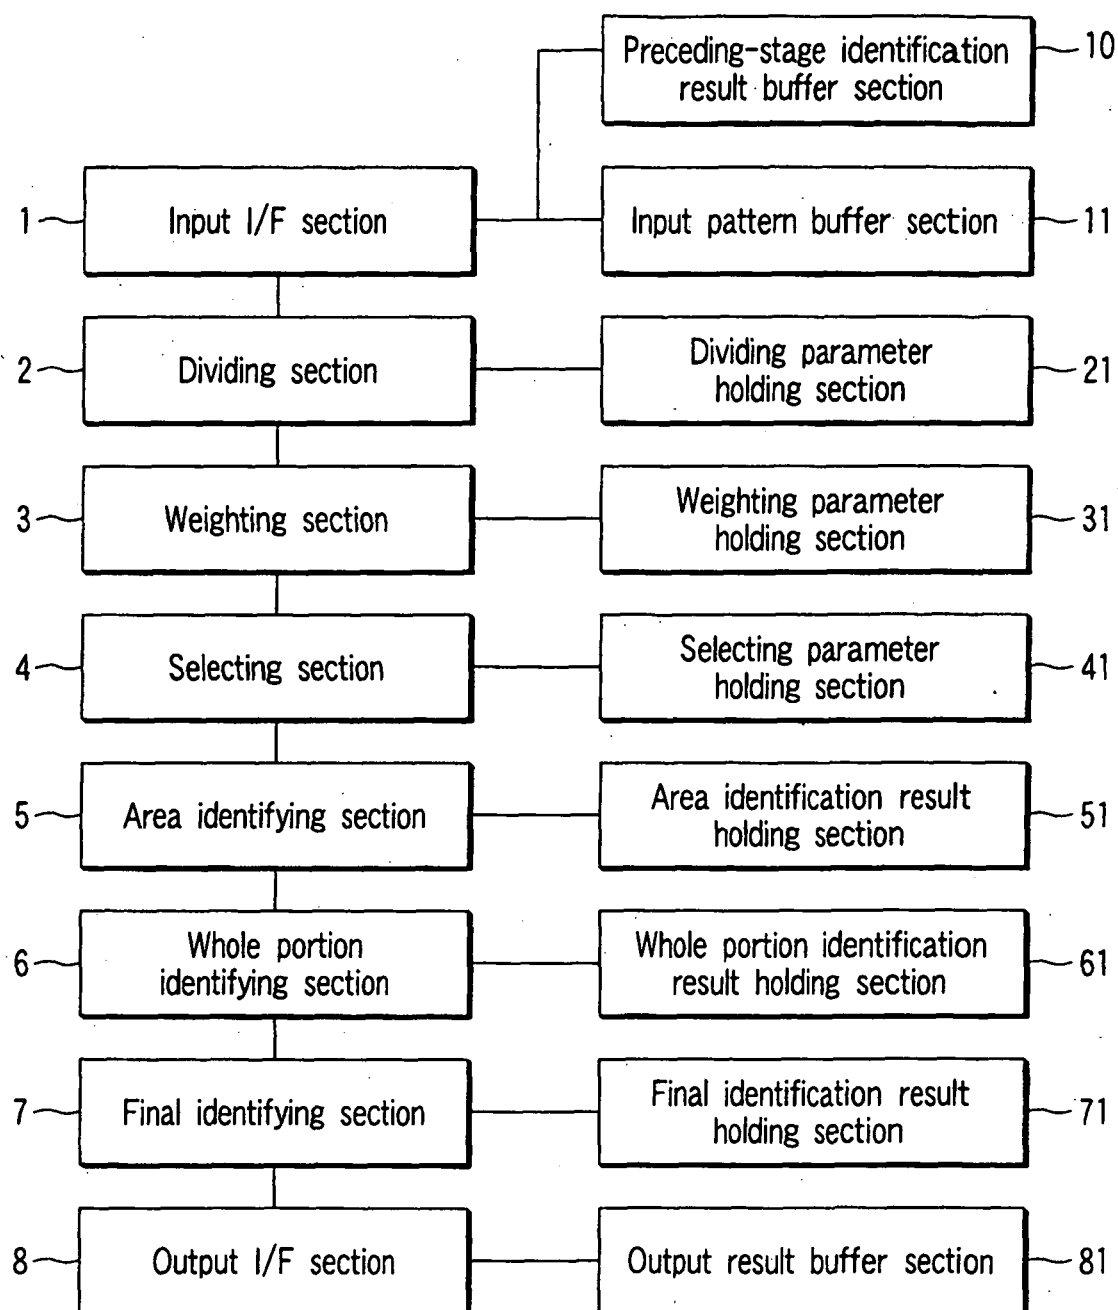 Preceding-stage identification
result buffer section
10
1
Input I/F section
Input pattern buffer section
11
2
Dividing section
Dividing parameter
holding section
21
3
Weighting section
Weighting parameter
holding section
31
4
Selecting section
Selecting parameter
holding section
41
5
Area identifying section
Area identification result
holding section
51
6
Whole portion
identifying section
Whole portion identification
result holding section
61
7
Final identifying section
Final identification result
holding section
71
8
Output I/F section
Output result buffer section
81